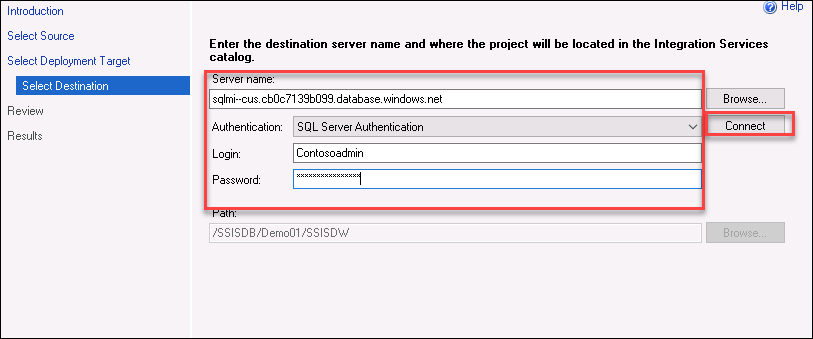 Introduction
Help
Select Source
Select Deployment Target
Select Destination
Review
Results
Enter the destination server name and where the project will be located in the Integration Services
catalog.
Server name:
sqlmi--cus.cb0c7139b099.database.windows.net
Browse...
Authentication:
SQL Server Authentication
Connect
Login:
Contosoadmin
Password:
****************
Path:
/SSISDB/Demo01/SSISDW
Browse...